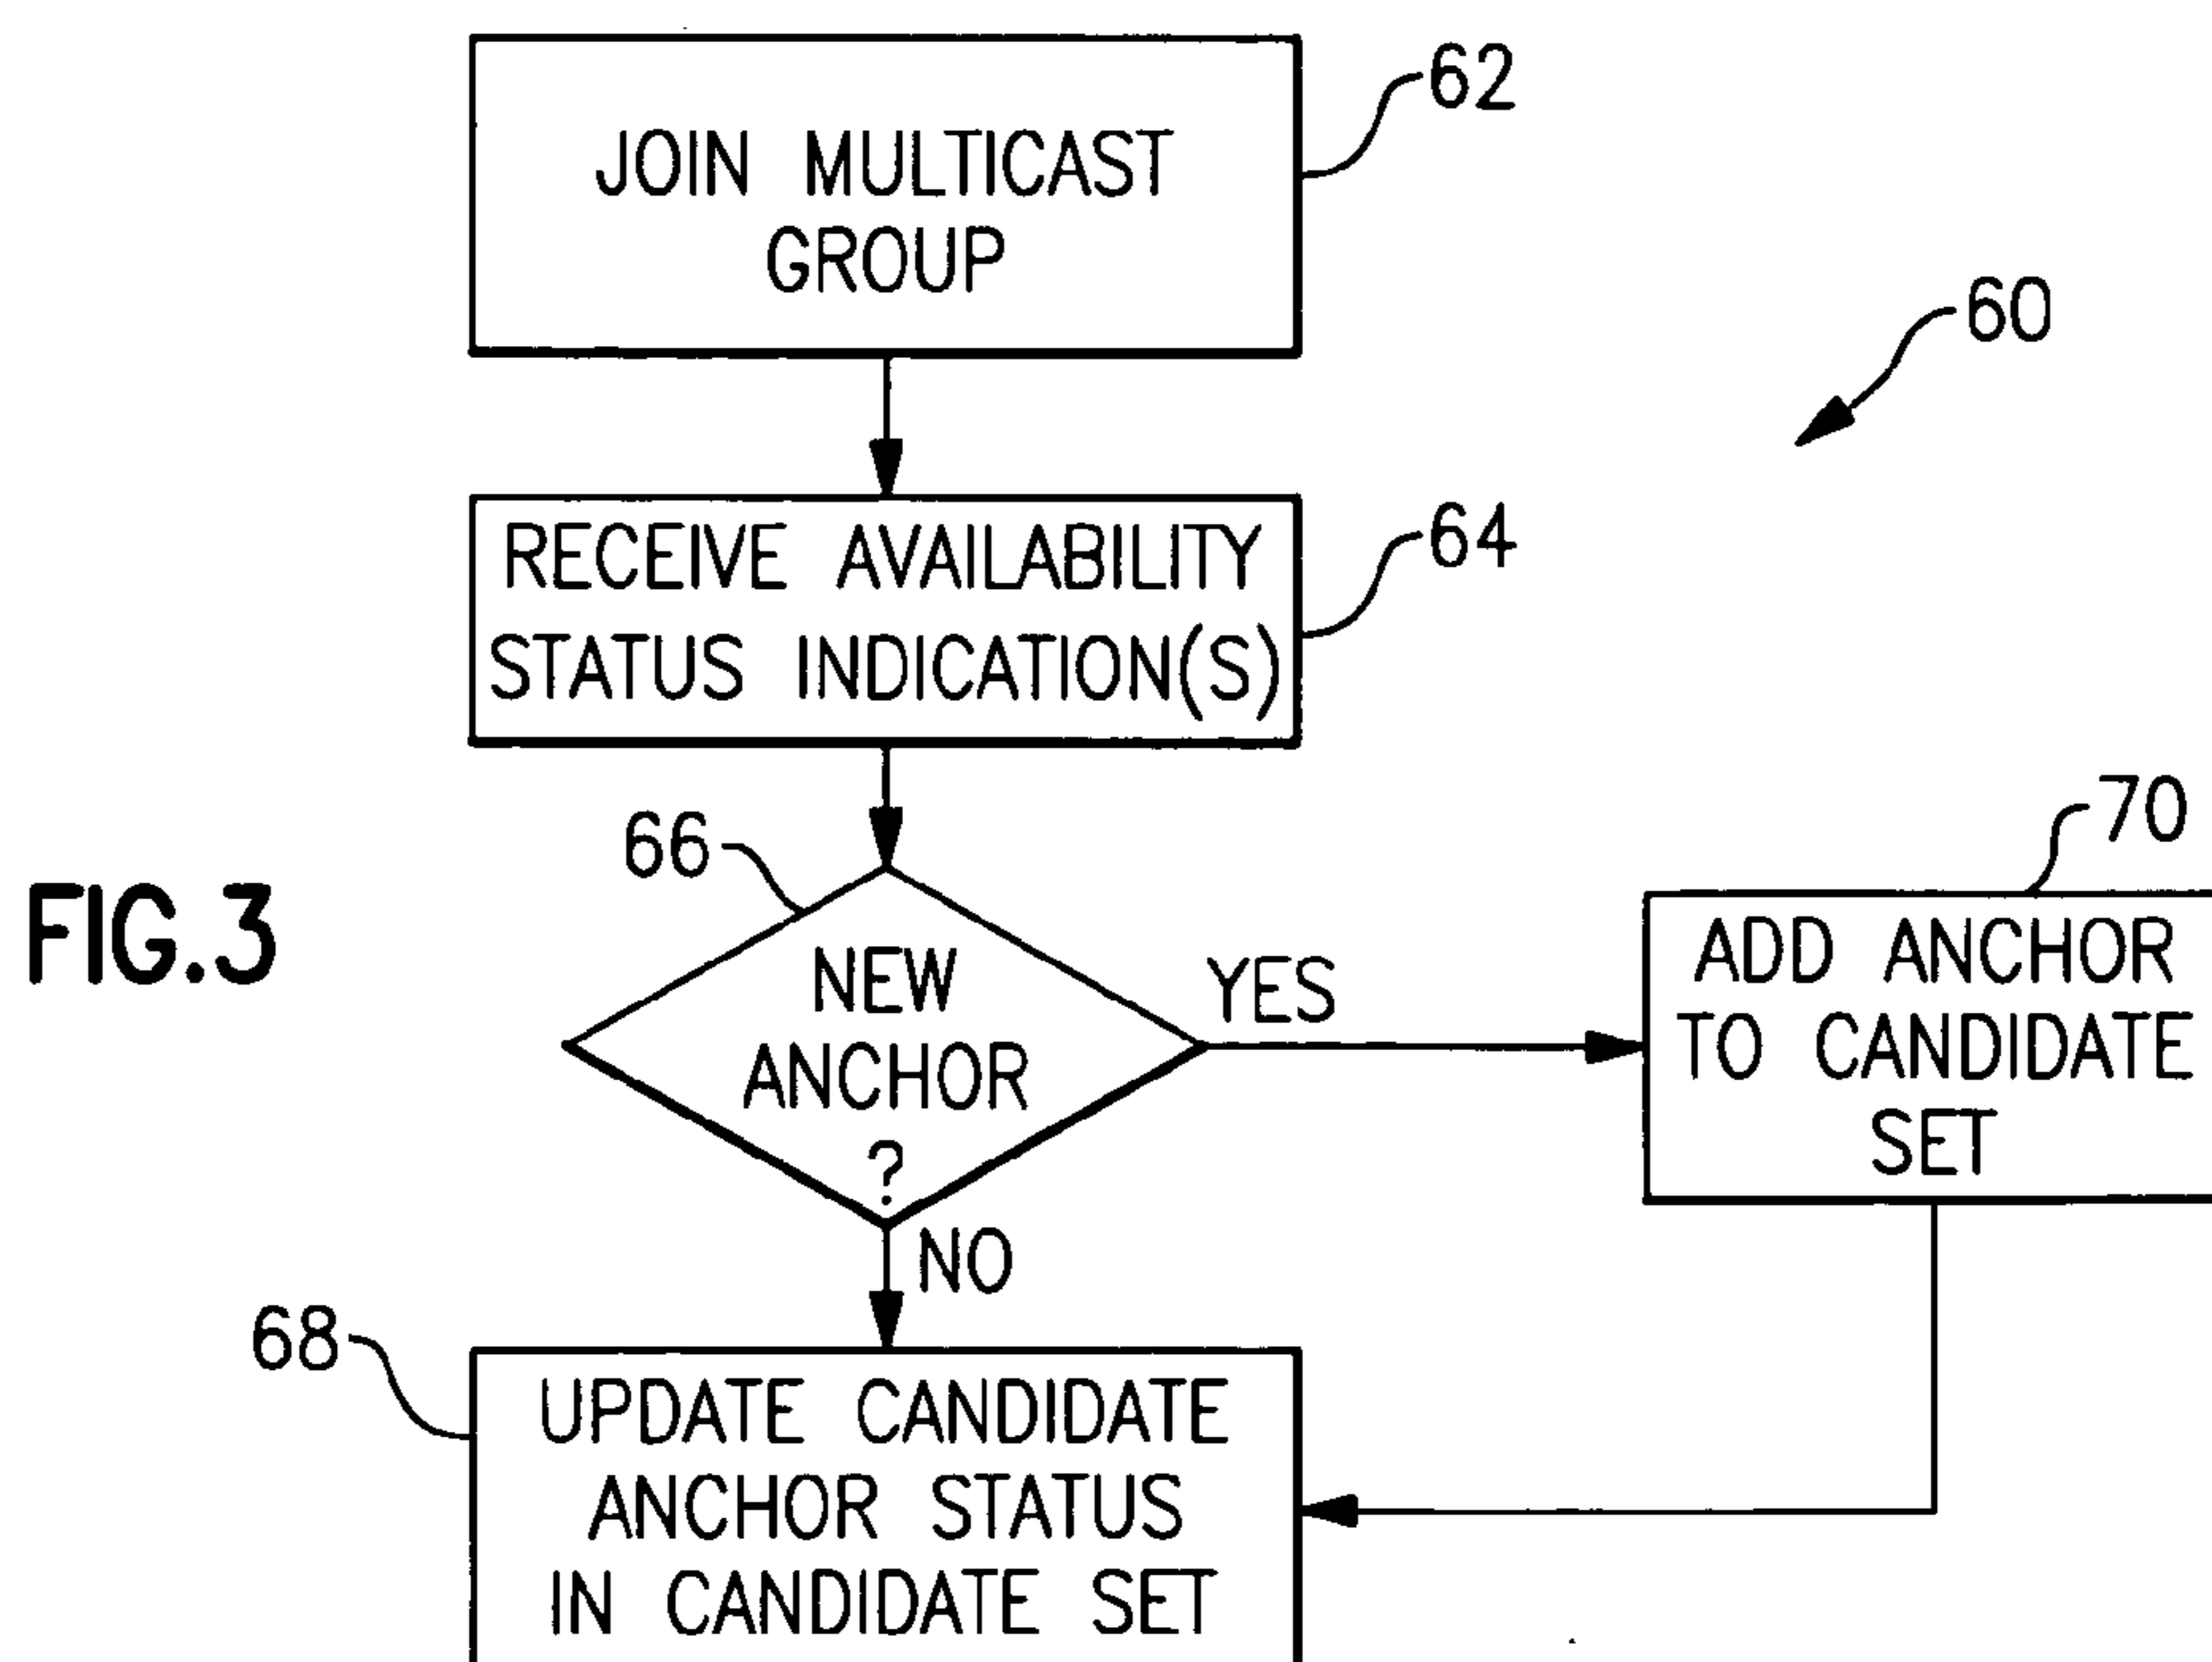 JOIN MULTICAST
GROUP
62
60
RECEIVE AVAILABILITY
STATUS INDICATION(S)
64
FIG.3
66
NEW
ANCHOR
?
YES
NO
70
ADD ANCHOR
TO CANDIDATE
SET
68
UPDATE CANDIDATE
ANCHOR STATUS
IN CANDIDATE SET